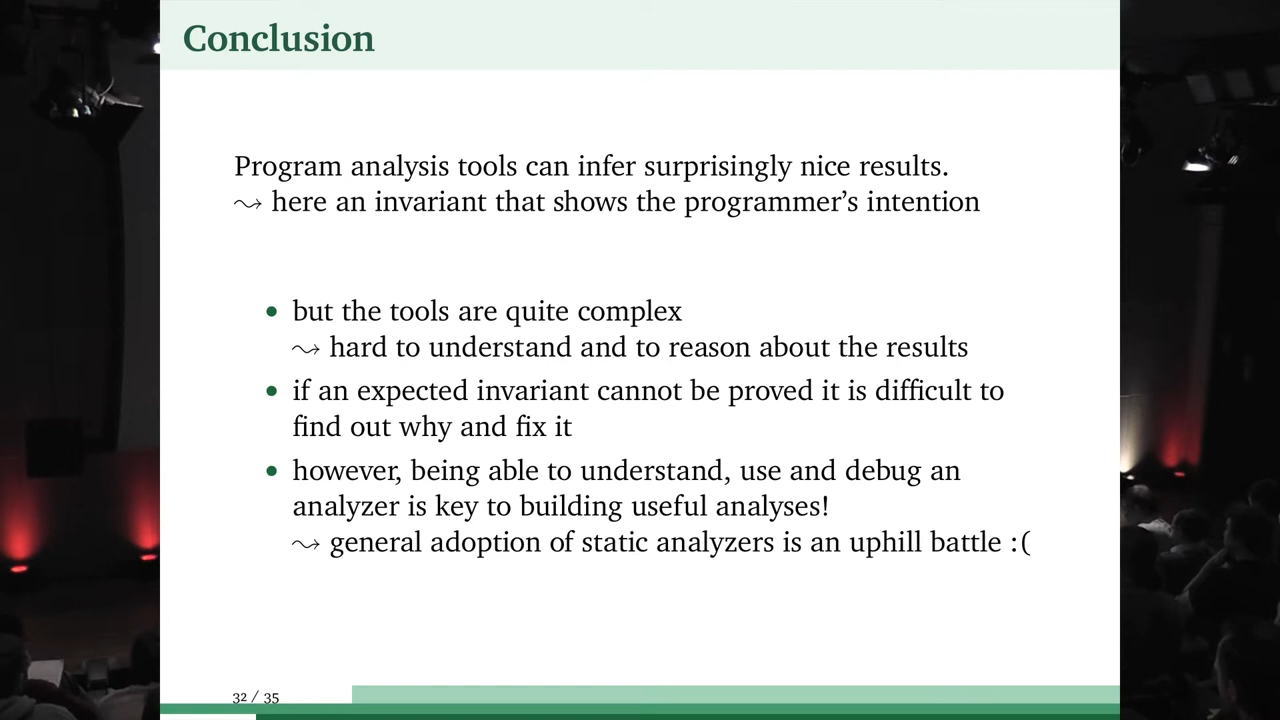 Conclusion
Program analysis tools can infer surprisingly nice results.
⤳ here an invariant that shows the programmer’s intention
• but the tools are quite complex
⤳ hard to understand and to reason about the results
• if an expected invariant cannot be proved it is difficult to
find out why and fix it
• however, being able to understand, use and debug an
analyzer is key to building useful analyses!
⤳ general adoption of static analyzers is an uphill battle :(
32 / 35